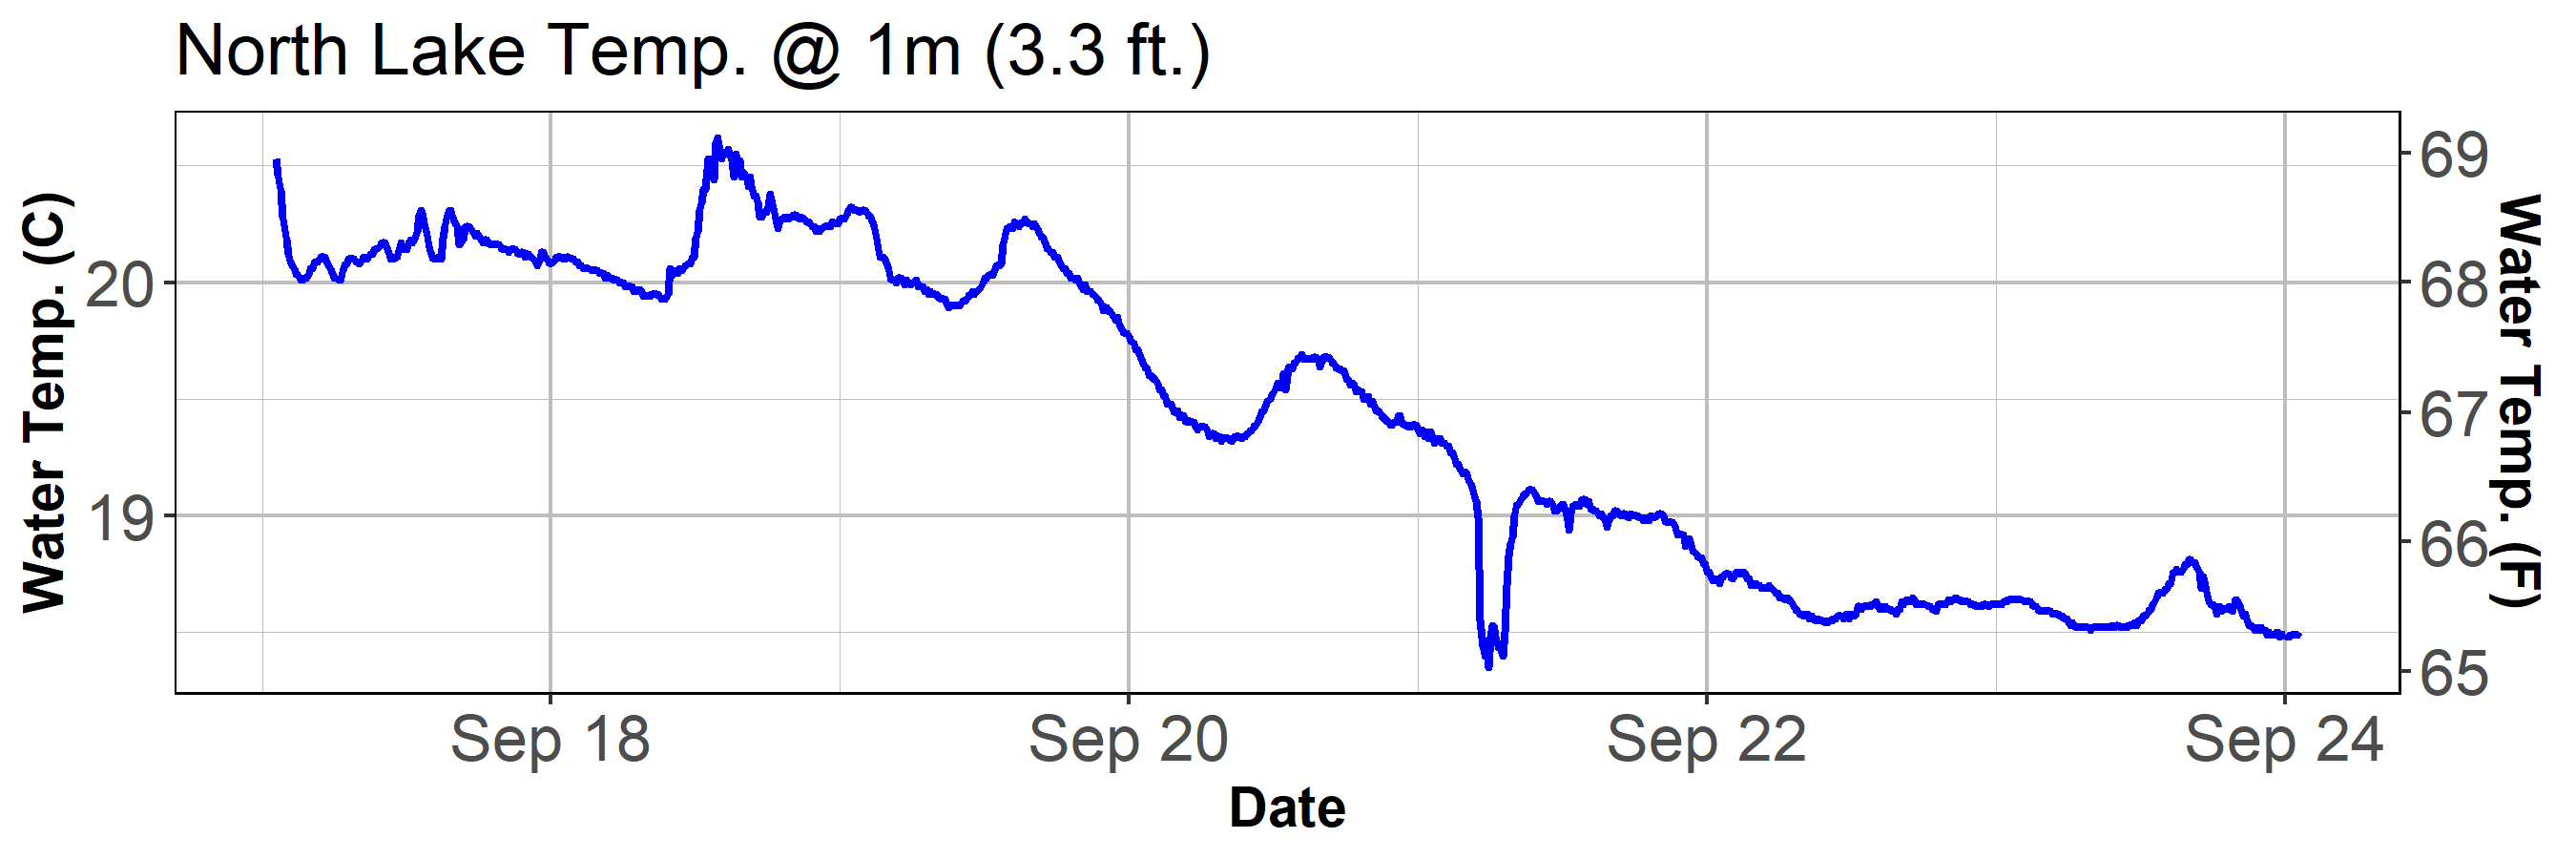 North Lake Temp. @ 1m (3.3 ft.)
Water Temp. (C)
20
19
69
68
67
66
65
Water Temp. (F)
Sep 18
Sep 20
Sep 22
Sep 24
Date